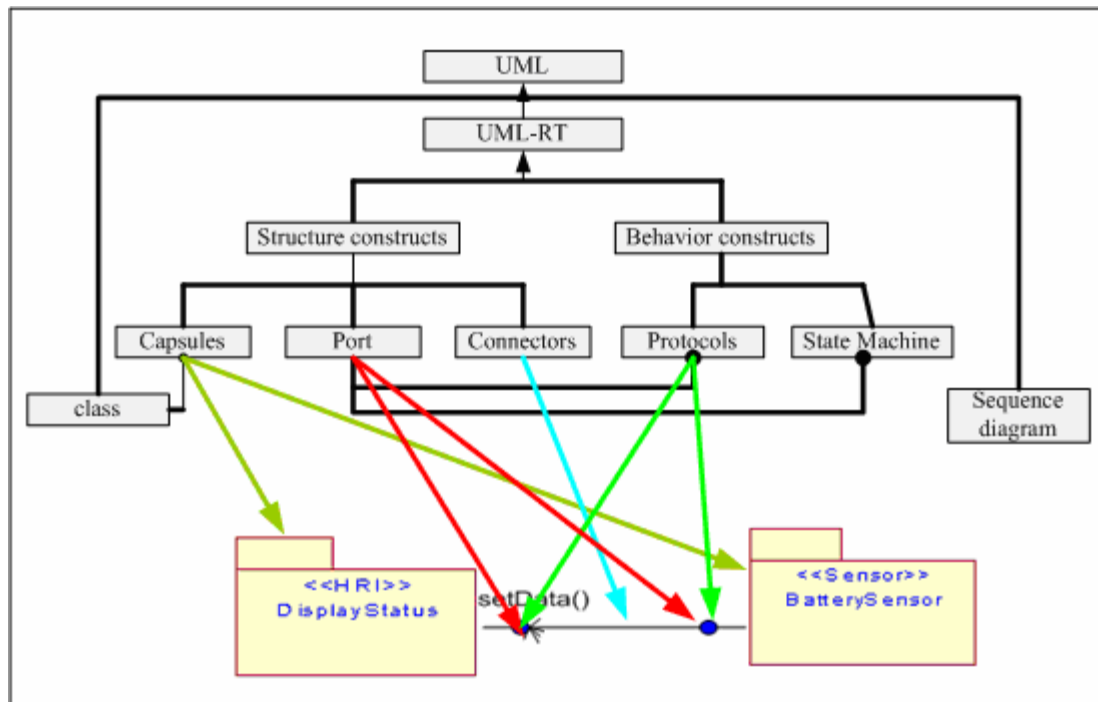 UML
UML-RT
Structure constructs
Behavior constructs
Capsules
Port
Connectors
Protocols
State Machine
class
Sequence
diagram
<<HRI>>
DisplayStatus
setData()
<<Sensor>>
BatterySensor